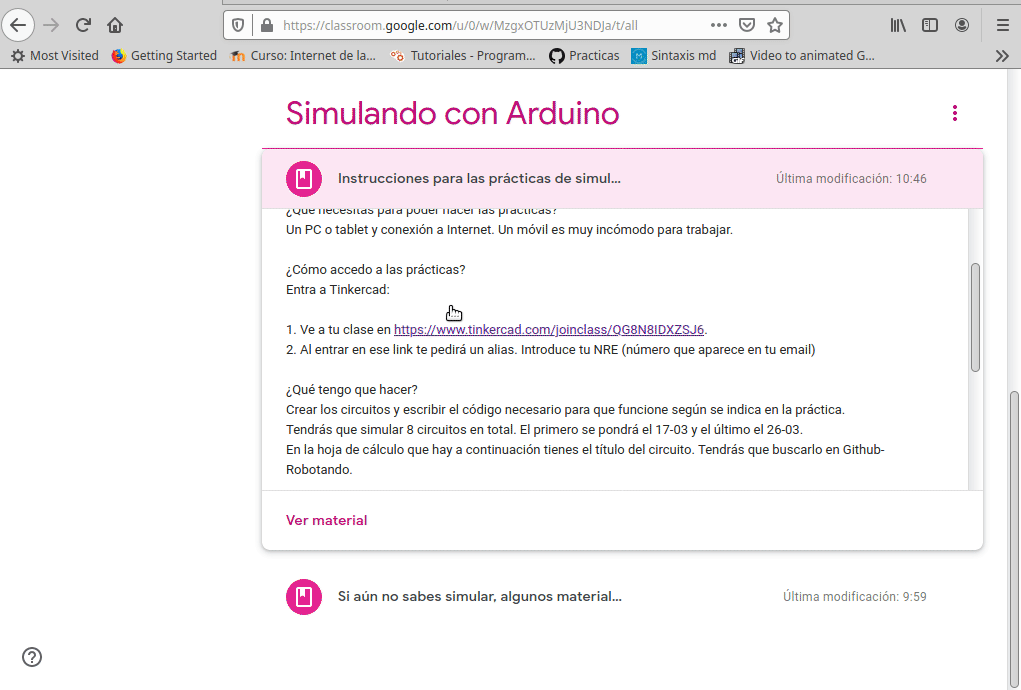 https://classroom.google.com/u/0/w/MzgxOTUzMjU3NDJa/t/all
Most Visited
Getting Started
Curso: Internet de la...
Tutoriales - Program...
Practicas
Sintaxis md
Video to animated G...
Simulando con Arduino
Instrucciones para las prácticas de simul...
Última modificación: 10:46
¿Qué necesitas para poder hacer las prácticas?
Un PC o tablet y conexión a Internet. Un móvil es muy incómodo para trabajar.
¿Cómo accedo a las prácticas?
Entra a Tinkercad:
1. Ve a tu clase en https://www.tinkercad.com/joinclass/QG8N8IDXZSJ6.
2. Al entrar en ese link te pedirá un alias. Introduce tu NRE (número que aparece en tu email)
¿Qué tengo que hacer?
Crear los circuitos y escribir el código necesario para que funcione según se indica en la práctica.
Tendrás que simular 8 circuitos en total. El primero se pondrá el 17-03 y el último el 26-03.
En la hoja de cálculo que hay a continuación tienes el título del circuito. Tendrás que buscarlo en Github-
Robotando.
Ver material
Si aún no sabes simular, algunos material...
Última modificación: 9:59